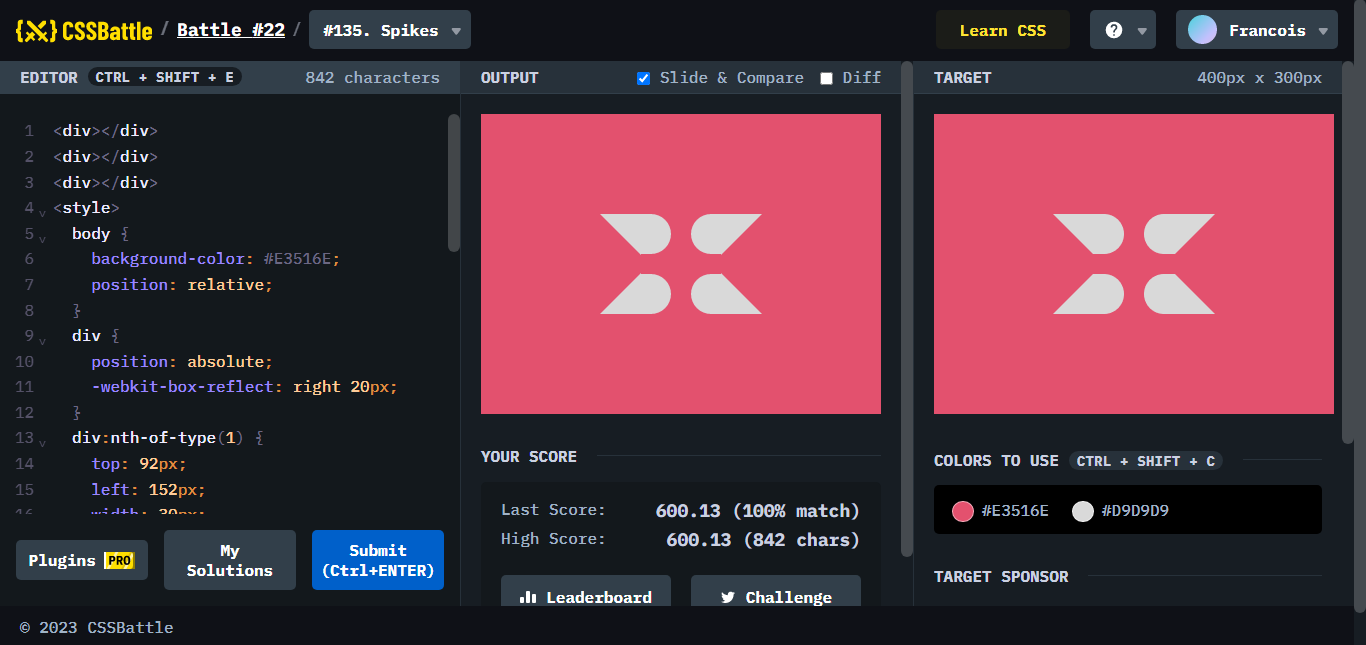 {X} CSSBattle / Battle #22 / #135. Spikes ▼ Learn CSS ? ▼ Francois ▼
EDITOR CTRL + SHIFT + E 842 characters
1 <div></div>
2 <div></div>
3 <div></div>
4 <style>
5 body {
6 background-color: #E3516E;
7 position: relative;
8 }
9 div {
10 position: absolute;
11 -webkit-box-reflect: right 20px;
12 }
13 div:nth-of-type(1) {
14 top: 92px;
15 left: 152px;
16 width: 30px;
Plugins PRO
My Solutions
Submit (Ctrl+ENTER)
OUTPUT Slide & Compare Diff
YOUR SCORE
Last Score: 600.13 (100% match)
High Score: 600.13 (842 chars)
Leaderboard Challenge
TARGET 400px x 300px
COLORS TO USE CTRL + SHIFT + C
#E3516E #D9D9D9
TARGET SPONSOR
© 2023 CSSBattle